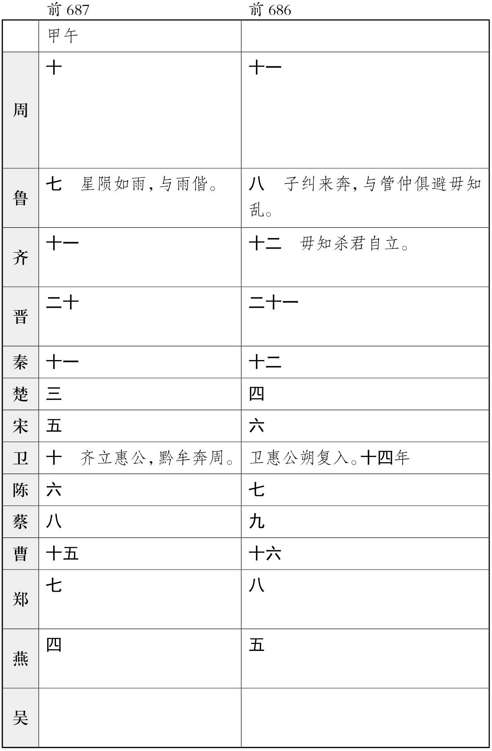 前 687 前 686
甲午
周 十 十一
鲁 七 星陨如雨，与雨偕。 八 子纠来奔，与管仲俱避毋知
乱。
齐 十一 十二 毋知杀君自立。
晋 二十 二十一
秦 十一 十二
楚 三 四
宋 五 六
卫 十 齐立惠公，黔牟奔周。 卫惠公朔复入。十四年
陈 六 七
蔡 八 九
曹 十五 十六
郑 七 八
燕 四 五
吴